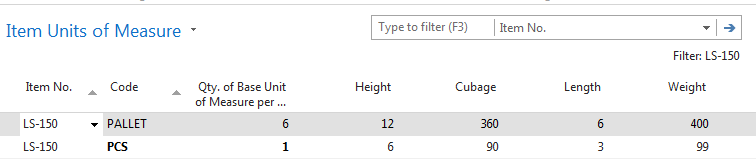 Item Units of Measure
Type to filter (F3) Item No.
Filter: LS-150
Item No. Code Qty. of Base Unit of Measure per ... Height Cubage Length Weight
LS-150 PALLET 6 12 360 6 400
LS-150 PCS 1 6 90 3 99